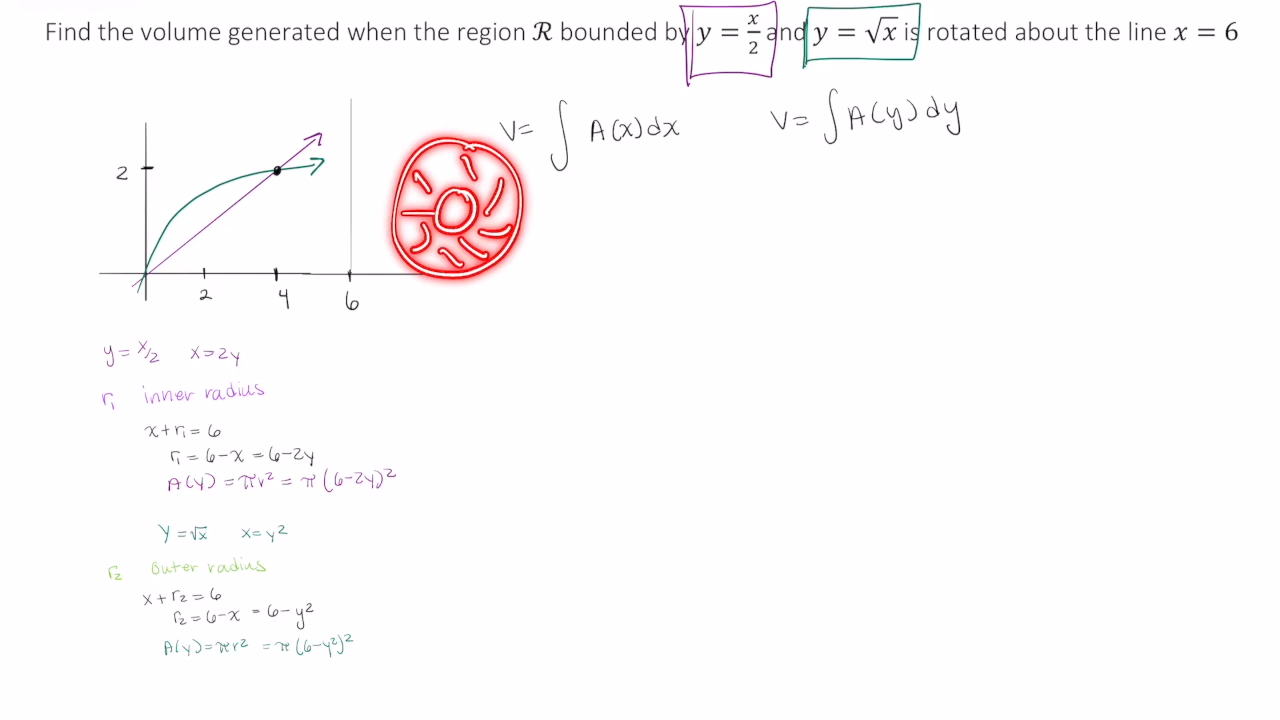 Find the volume generated when the region ℛ bounded by y = x/2 and y = √x is rotated about the line x = 6
V = ∫ A(x) dx
V = ∫ A(y) dy
2
2 4 6
y = x/2 x = 2y
r₁ inner radius
x + r₁ = 6
r₁ = 6 - x = 6 - 2y
A(y) = πr² = π(6 - 2y)²
y = √x x = y²
r₂ outer radius
x + r₂ = 6
r₂ = 6 - x = 6 - y²
A(y) = πr² = π(6 - y²)²